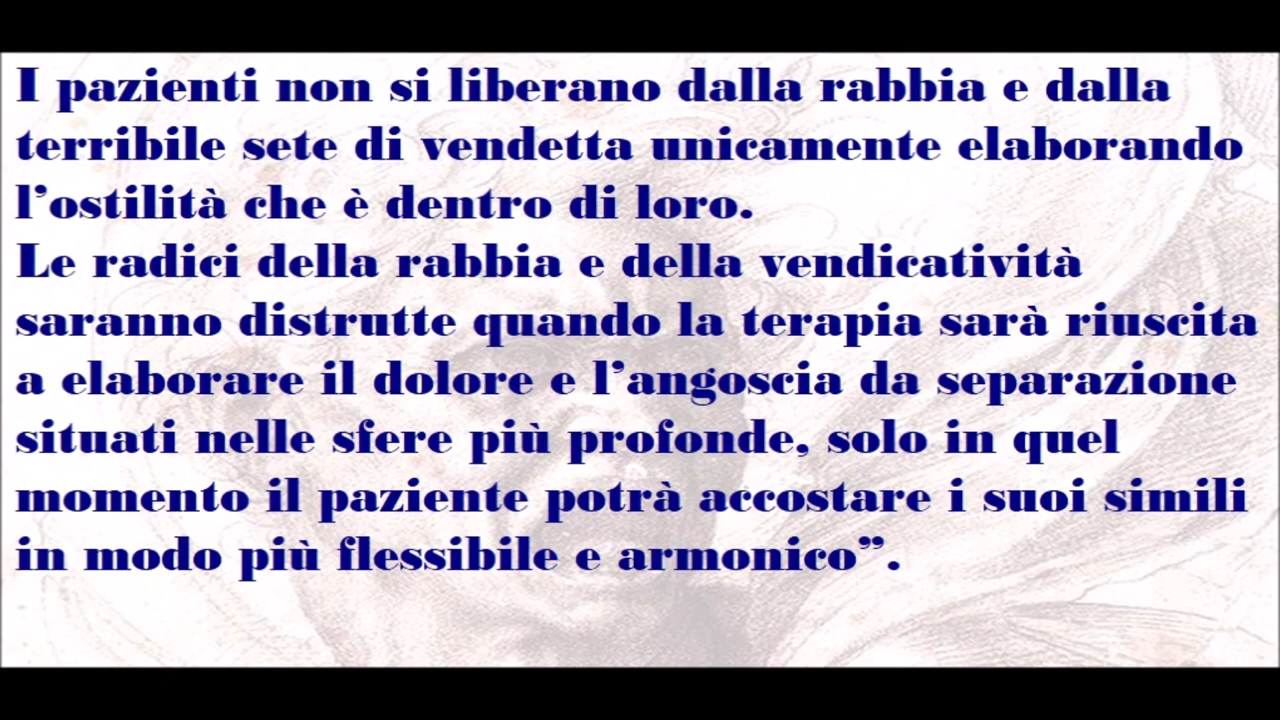 I pazienti non si liberano dalla rabbia e dalla
terribile sete di vendetta unicamente elaborando
l’ostilità che è dentro di loro.
Le radici della rabbia e della vendicatività
saranno distrutte quando la terapia sarà riuscita
a elaborare il dolore e l’angoscia da separazione
situati nelle sfere più profonde, solo in quel
momento il paziente potrà accostare i suoi simili
in modo più flessibile e armonico”.